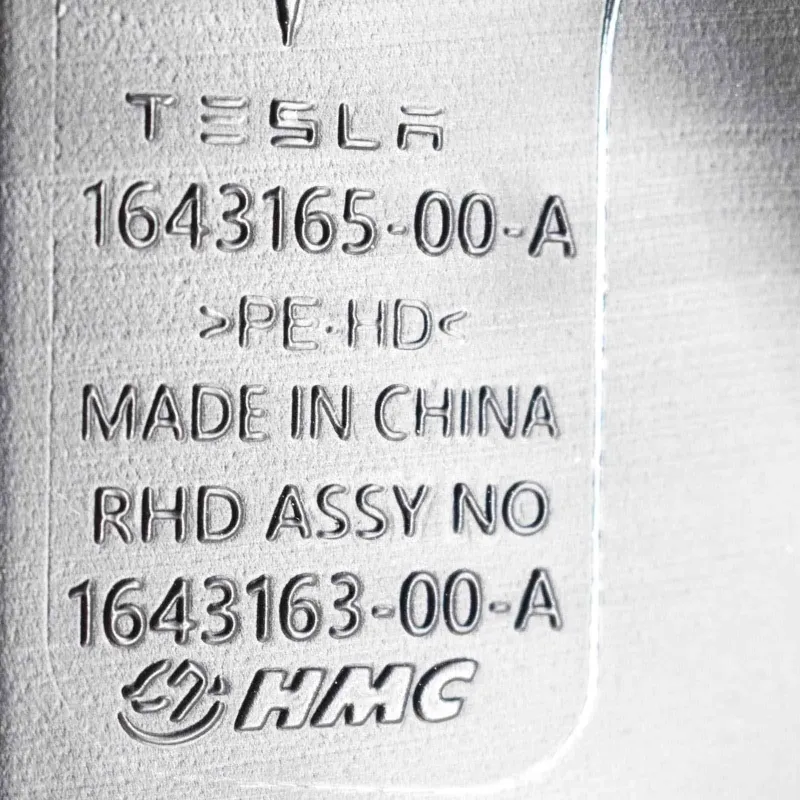 TESLA
1643165-00-A
>PE-HD<
MADE IN CHINA
RHD ASSY NO
1643163-00-A
HMC